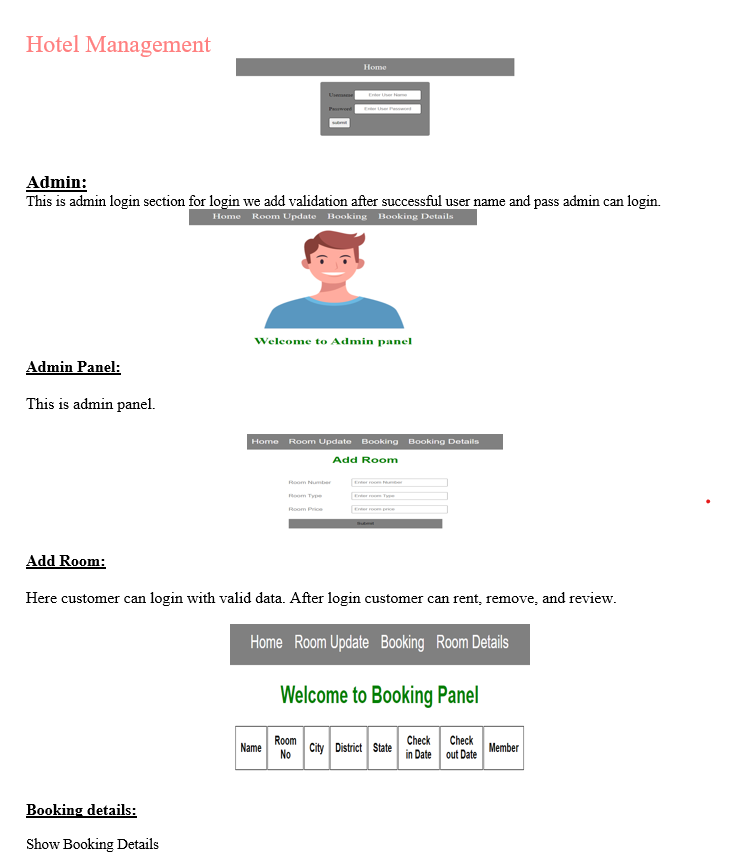 Hotel Management
Home
Username Enter User Name
Password Enter User Password
submit
Admin:
This is admin login section for login we add validation after successful user name and pass admin can login.
Home Room Update Booking Booking Details
Welcome to Admin panel
Admin Panel:
This is admin panel.
Home Room Update Booking Booking Details
Add Room
Room Number Enter room Number
Room Type Enter room Type
Room Price Enter room price
Submit
Add Room:
Here customer can login with valid data. After login customer can rent, remove, and review.
Home Room Update Booking Room Details
Welcome to Booking Panel
Name Room No City District State Check in Date Check out Date Member
Booking details:
Show Booking Details